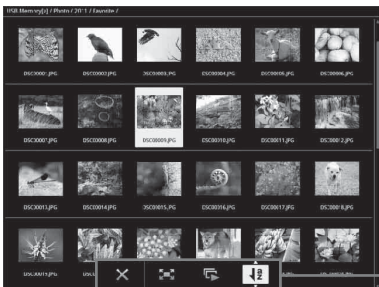 USB Memory[s] / Photo / 2011 / Favorite /
DSC00001.JPG DSC00002.JPG DSC00003.JPG DSC00004.JPG DSC00005.JPG DSC00006.JPG
DSC00007.JPG DSC00008.JPG DSC00009.JPG DSC00010.JPG DSC00011.JPG DSC00012.JPG
DSC00013.JPG DSC00014.JPG DSC00015.JPG DSC00016.JPG DSC00017.JPG DSC00018.JPG
DSC00019.JPG